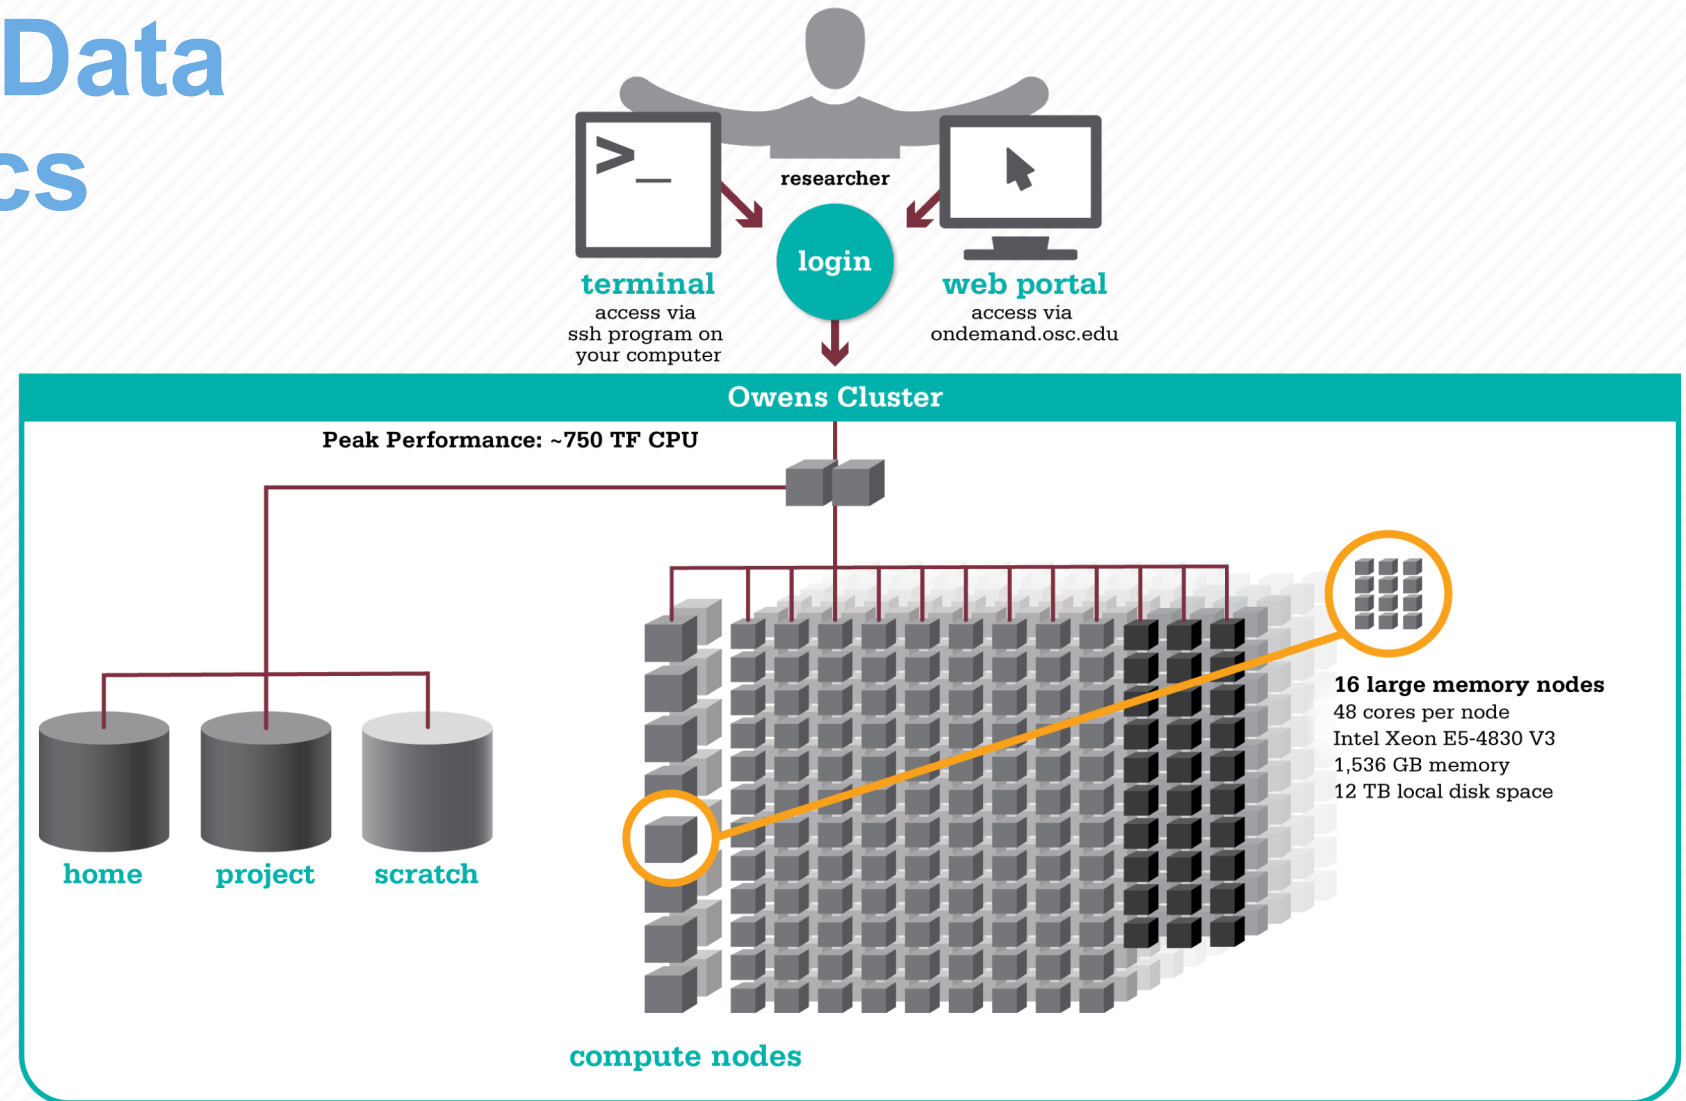 Data
cs
>_
researcher
login
terminal
access via
ssh program on
your computer
web portal
access via
ondemand.osc.edu
Owens Cluster
Peak Performance: ~750 TF CPU
16 large memory nodes
48 cores per node
Intel Xeon E5-4830 V3
1,536 GB memory
12 TB local disk space
home
project
scratch
compute nodes